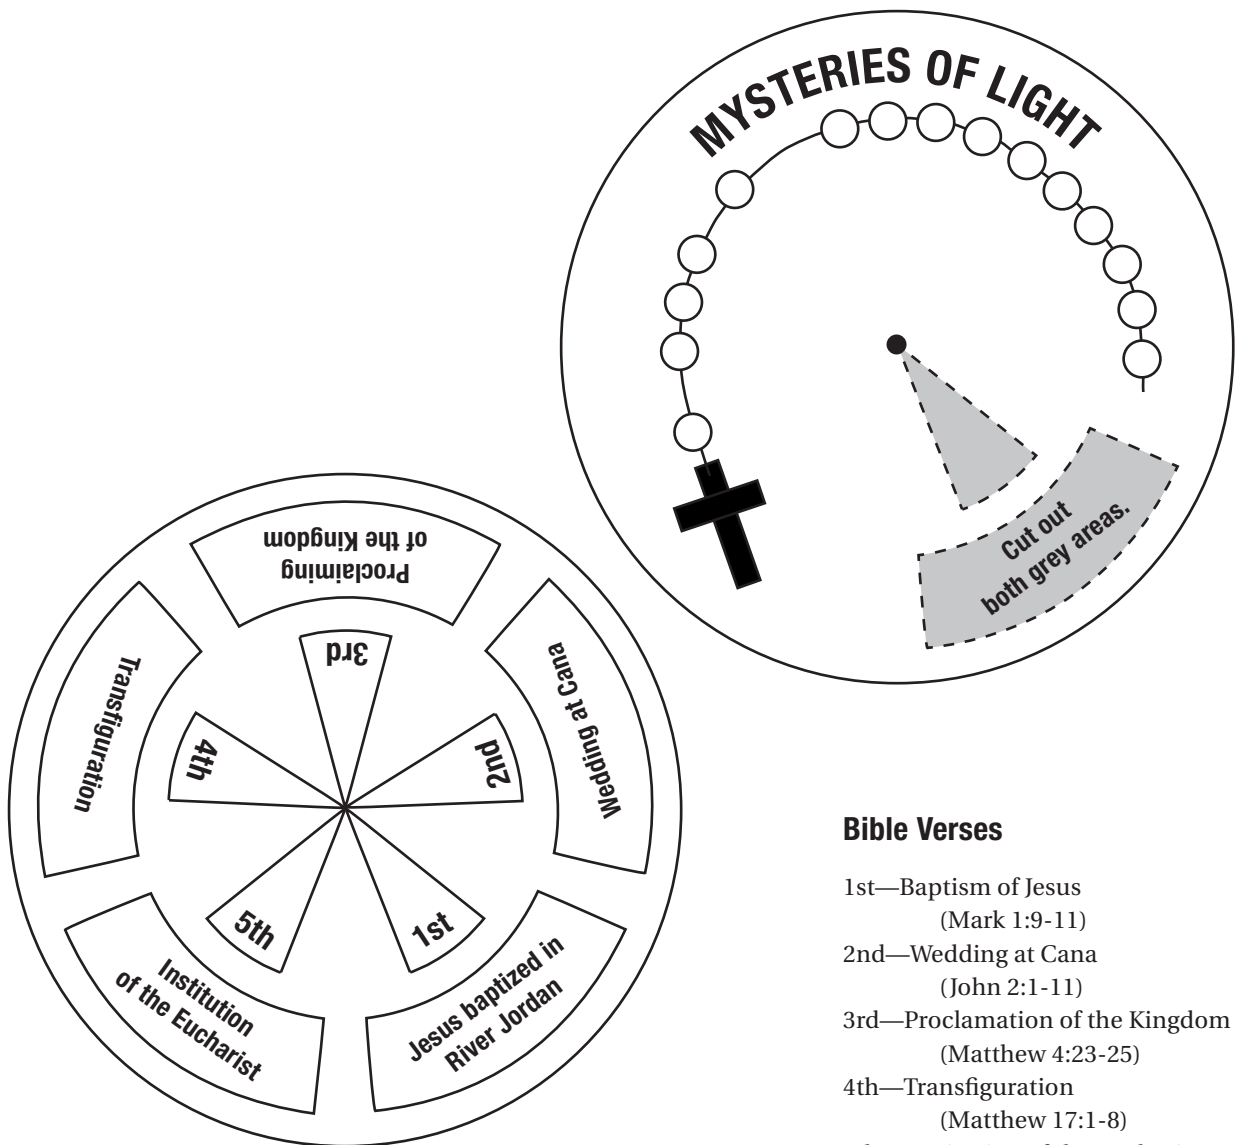 MYSTERIES OF LIGHT
Cut out
both grey areas.
Proclaiming
of the Kingdom
3rd
Wedding at Cana
2nd
Transfiguration
4th
5th
1st
Institution
of the Eucharist
Jesus baptized in
River Jordan
Bible Verses
1st—Baptism of Jesus
(Mark 1:9-11)
2nd—Wedding at Cana
(John 2:1-11)
3rd—Proclamation of the Kingdom
(Matthew 4:23-25)
4th—Transfiguration
(Matthew 17:1-8)